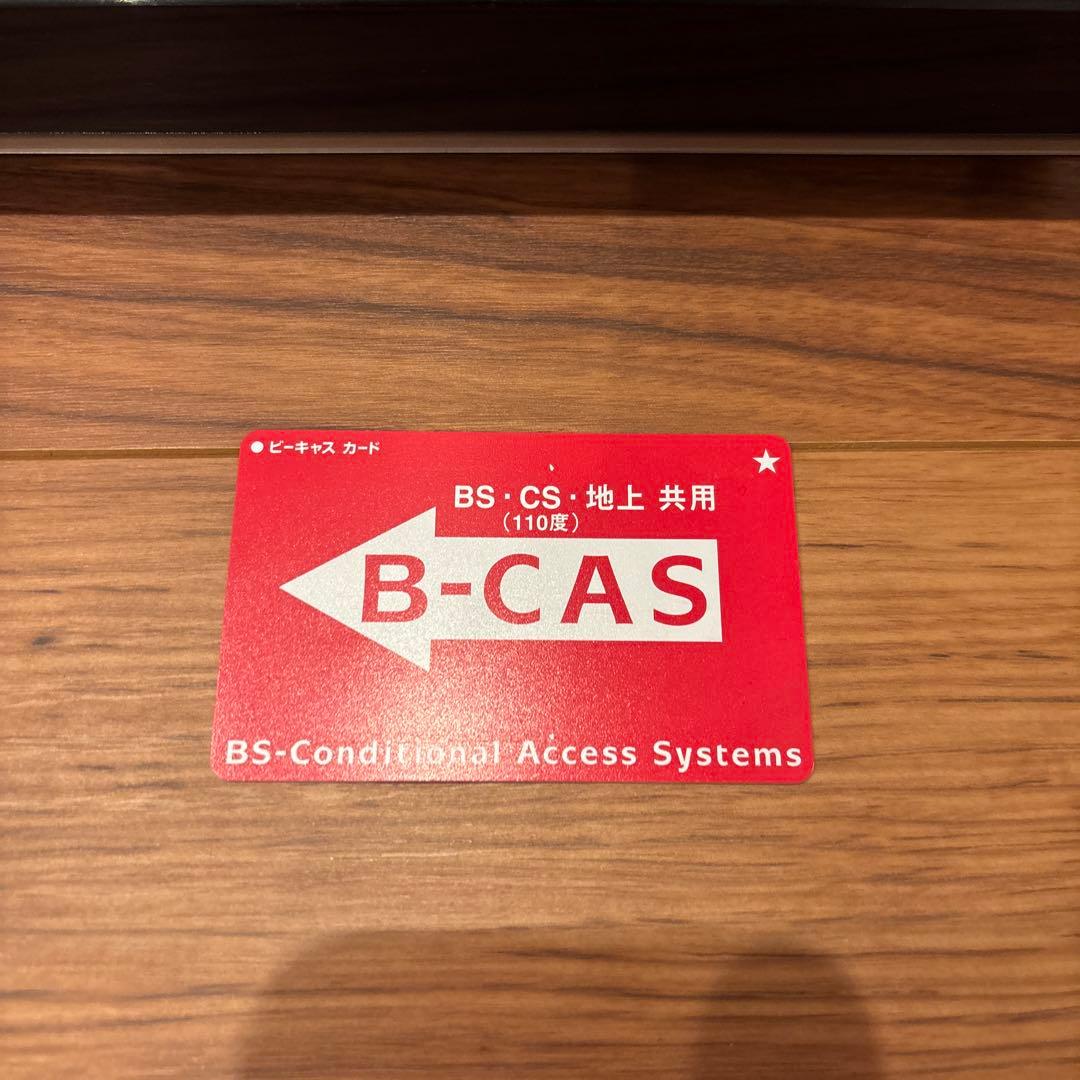 ● ビーキャス カード
★
BS・CS・地上 共用
(110度)
B-CAS
BS-Conditional Access Systems